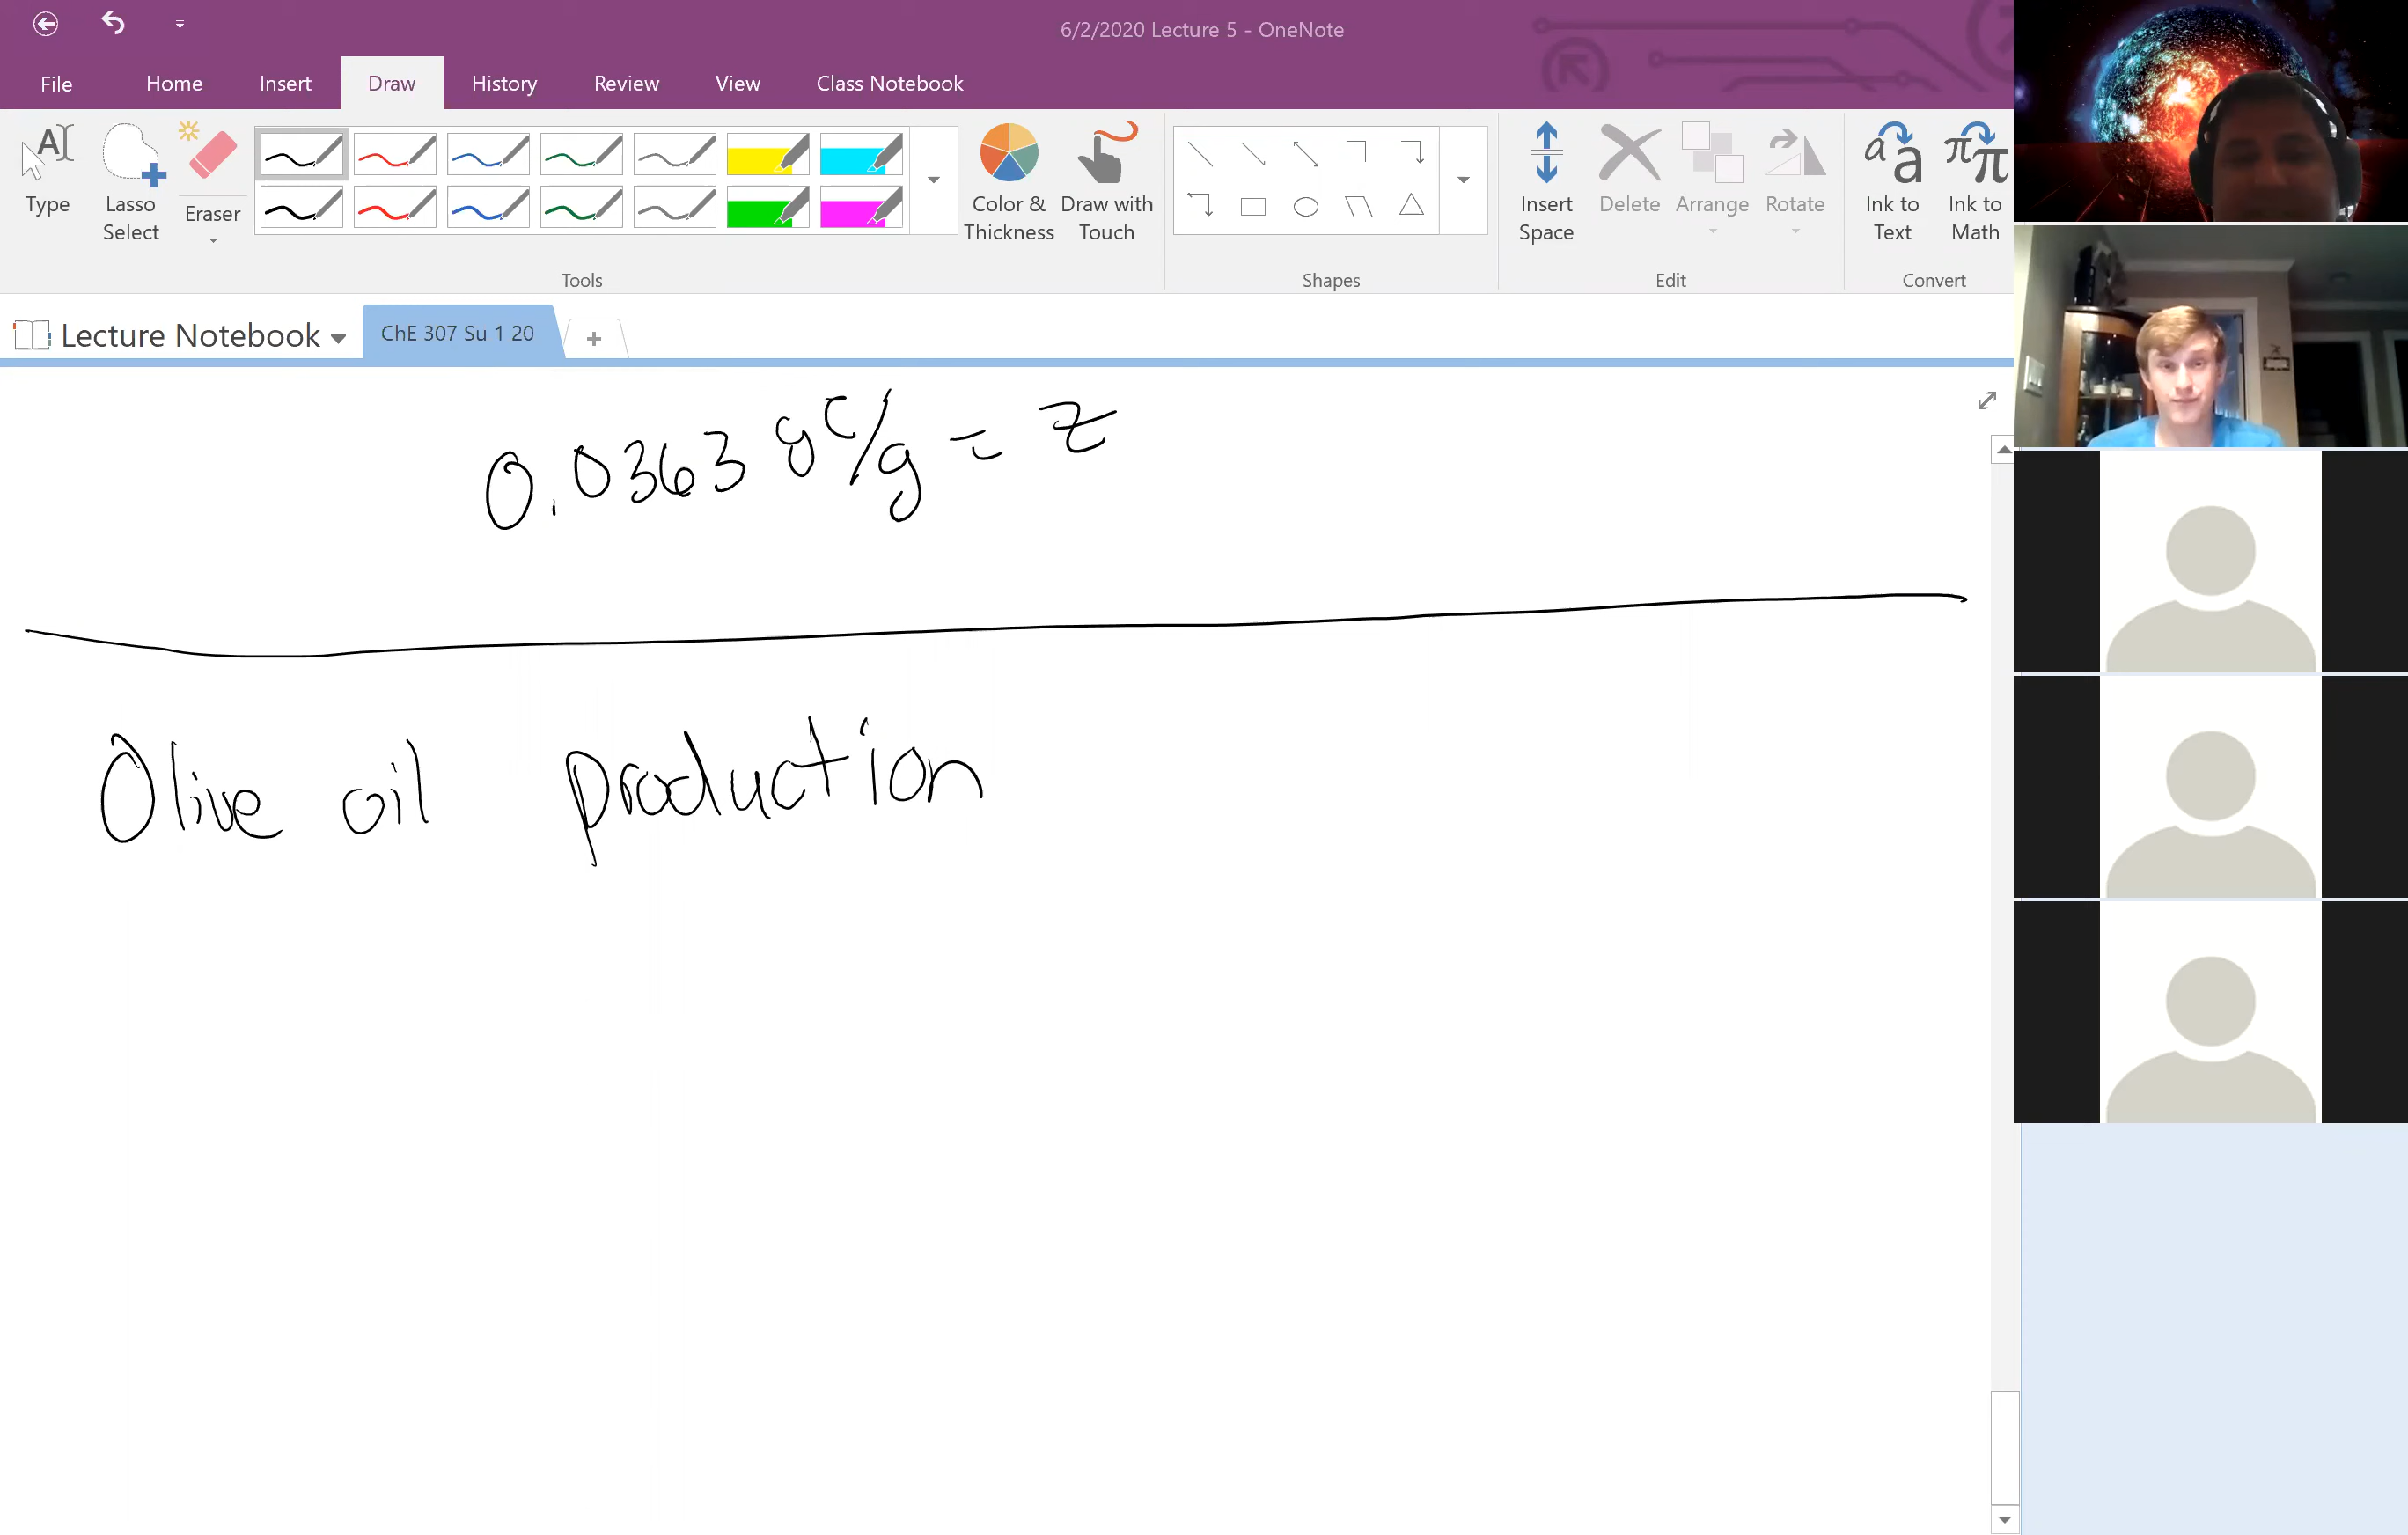 6/2/2020 Lecture 5 - OneNote
File Home Insert Draw History Review View Class Notebook
Type
Lasso Select
Eraser
Color & Thickness
Draw with Touch
Insert Space
Delete
Arrange
Rotate
Ink to Text
Ink to Math
Tools
Shapes
Edit
Convert
Lecture Notebook
ChE 307 Su 1 20
0.0363 gC/g = z
Olive oil production